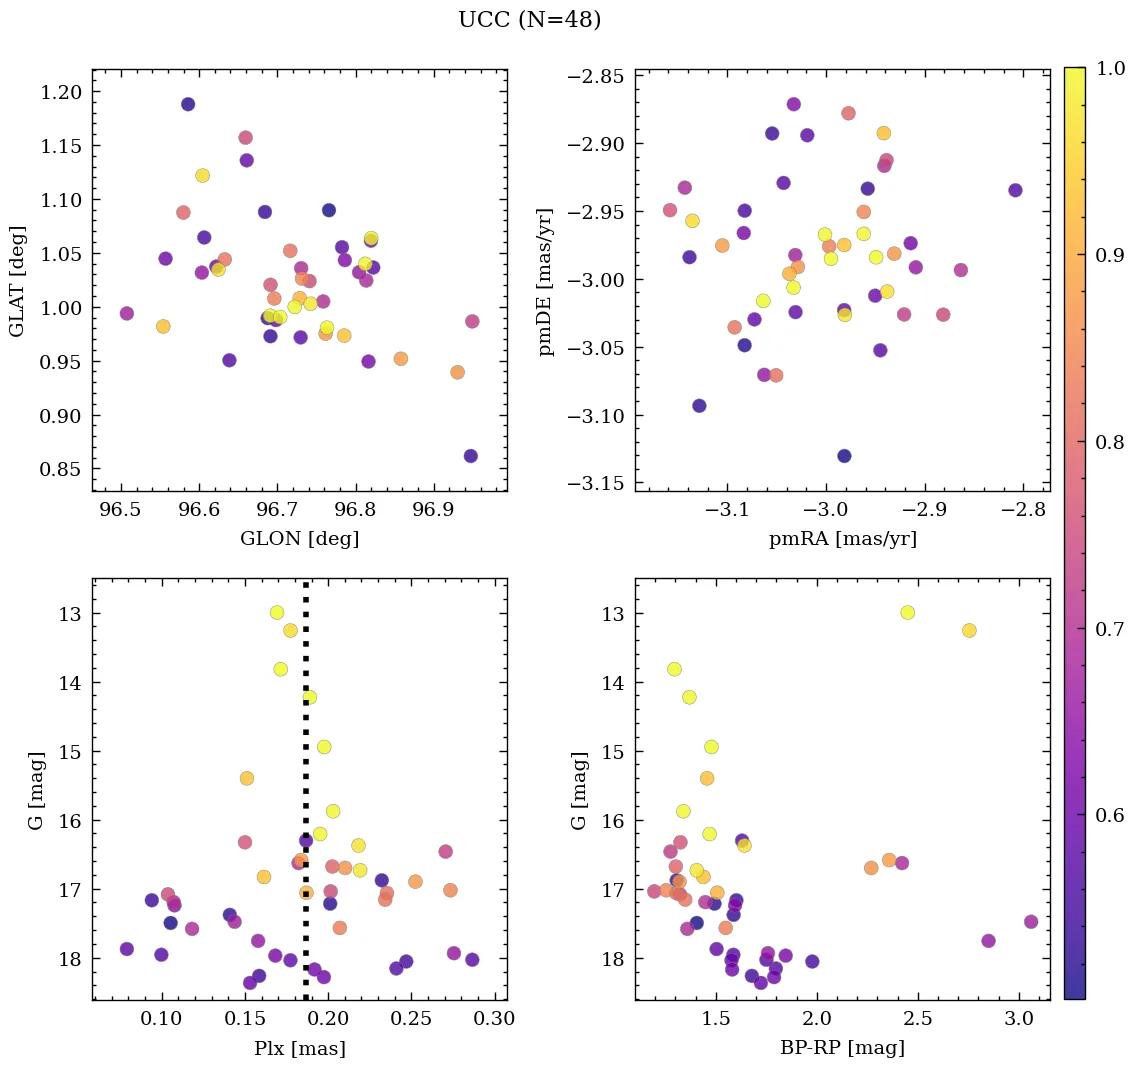 UCC (N=48)
1.20
1.15
1.10
1.05
1.00
0.95
0.90
0.85
GLAT [deg]
96.5 96.6 96.7 96.8 96.9
GLON [deg]
−2.85
−2.90
−2.95
−3.00
−3.05
−3.10
−3.15
pmDE [mas/yr]
−3.1 −3.0 −2.9 −2.8
pmRA [mas/yr]
13
14
15
16
17
18
G [mag]
0.10 0.15 0.20 0.25 0.30
Plx [mas]
13
14
15
16
17
18
G [mag]
1.5 2.0 2.5 3.0
BP-RP [mag]
1.0
0.9
0.8
0.7
0.6